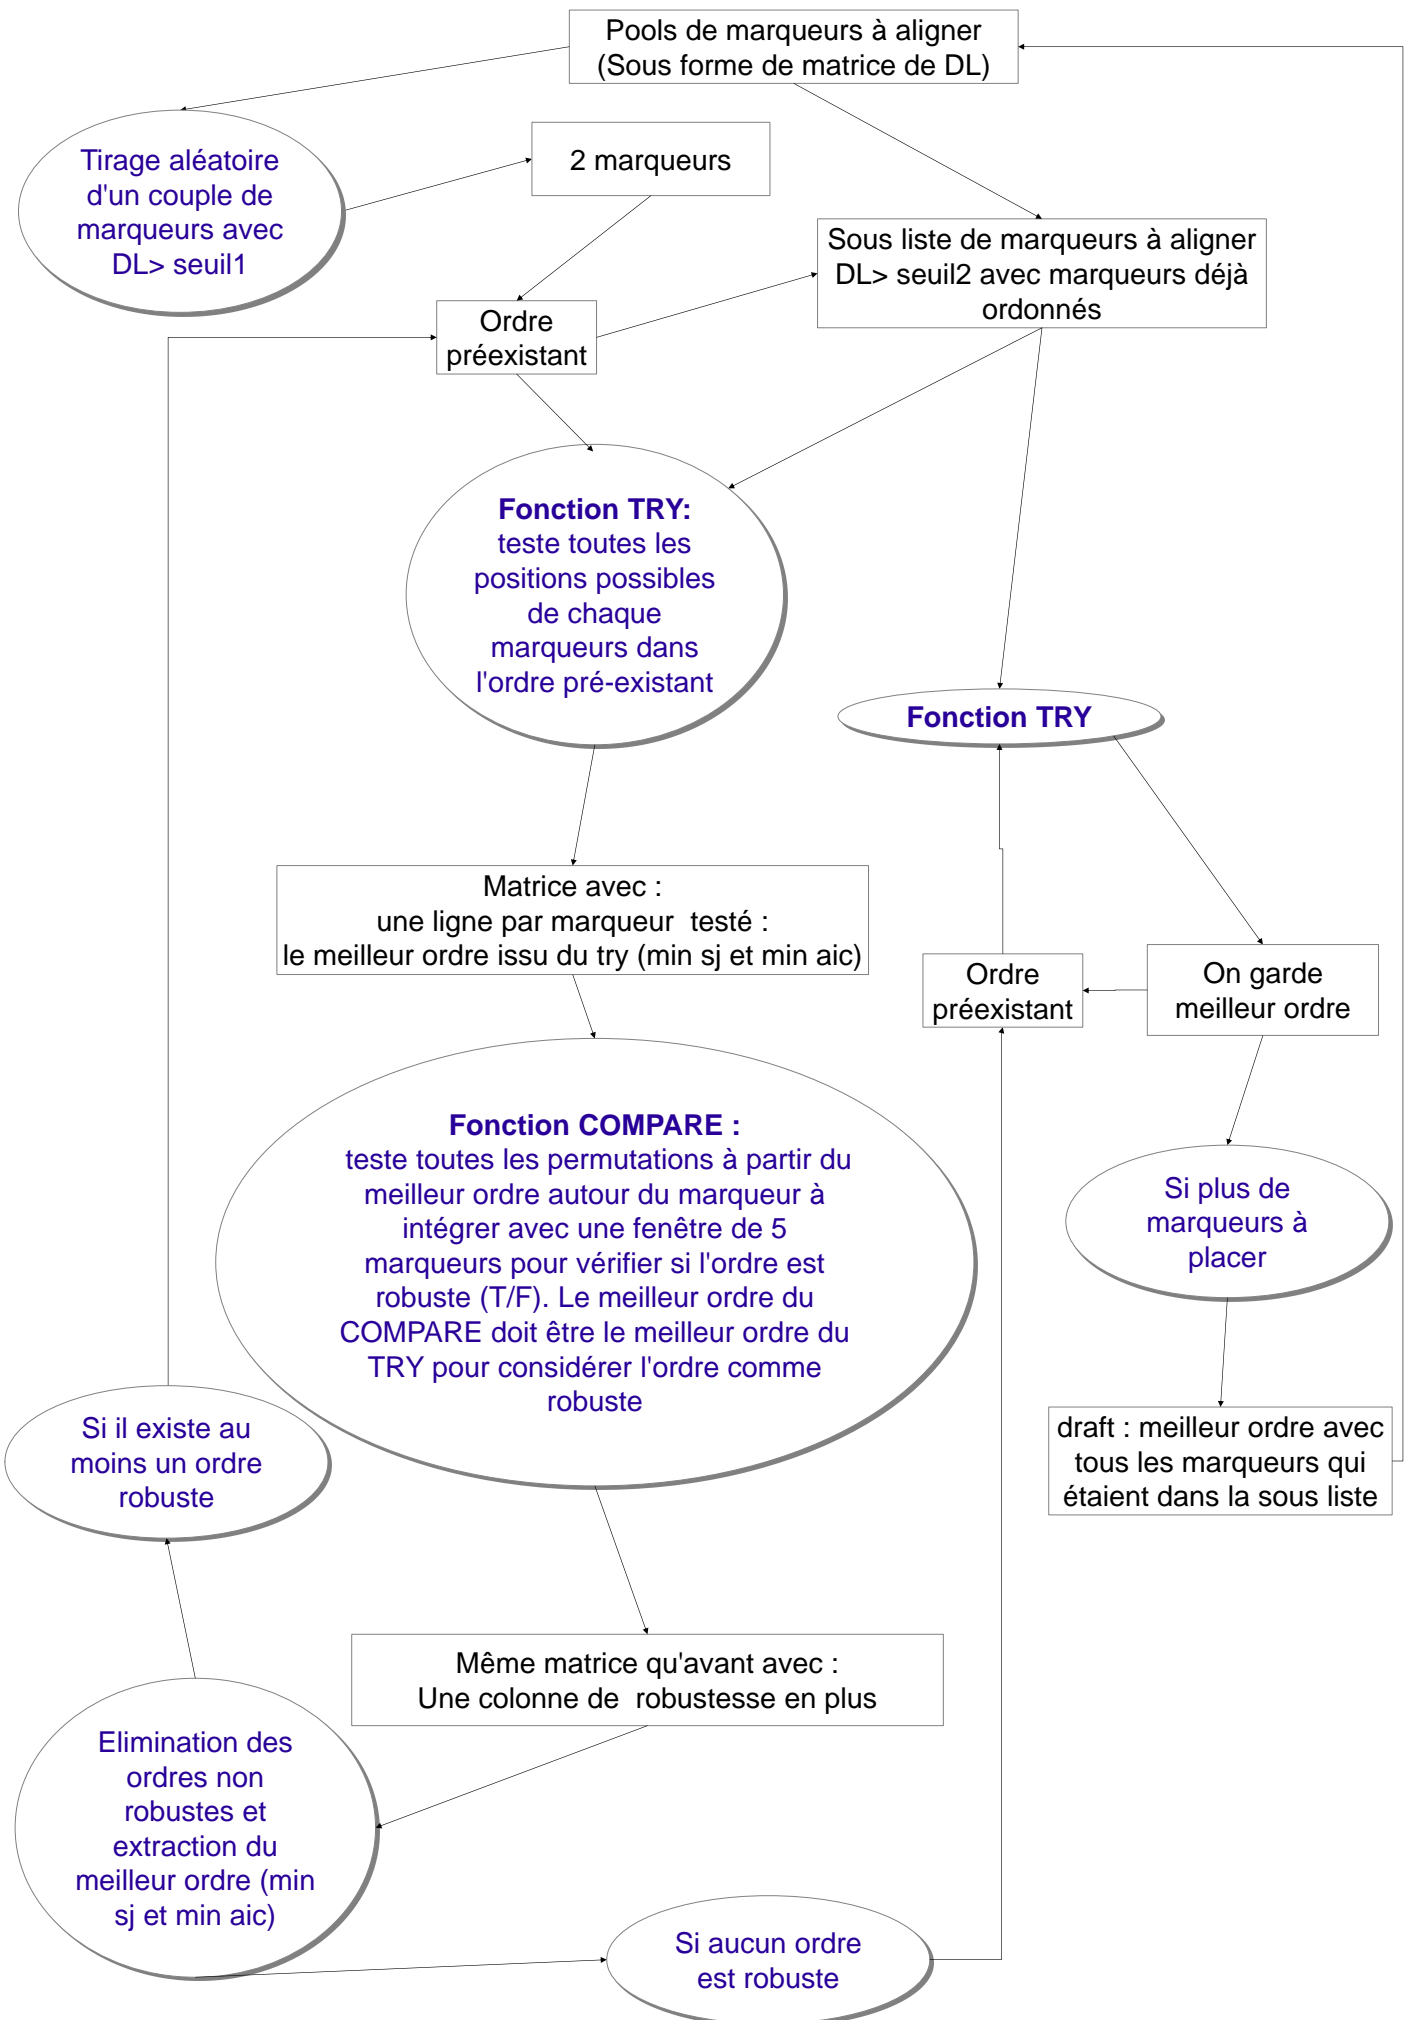 Pools de marqueurs à aligner
(Sous forme de matrice de DL)
Tirage aléatoire
d'un couple de
marqueurs avec
DL> seuil1
2 marqueurs
Sous liste de marqueurs à aligner
DL> seuil2 avec marqueurs déjà
ordonnés
Ordre
préexistant
Fonction TRY:
teste toutes les
positions possibles
de chaque
marqueurs dans
l'ordre pré-existant
Fonction TRY
Matrice avec :
une ligne par marqueur testé :
le meilleur ordre issu du try (min sj et min aic)
Ordre
préexistant
On garde
meilleur ordre
Fonction COMPARE :
teste toutes les permutations à partir du
meilleur ordre autour du marqueur à
intégrer avec une fenêtre de 5
marqueurs pour vérifier si l'ordre est
robuste (T/F). Le meilleur ordre du
COMPARE doit être le meilleur ordre du
TRY pour considérer l'ordre comme
robuste
Si plus de
marqueurs à
placer
Si il existe au
moins un ordre
robuste
draft : meilleur ordre avec
tous les marqueurs qui
étaient dans la sous liste
Même matrice qu'avant avec :
Une colonne de robustesse en plus
Elimination des
ordres non
robustes et
extraction du
meilleur ordre (min
sj et min aic)
Si aucun ordre
est robuste